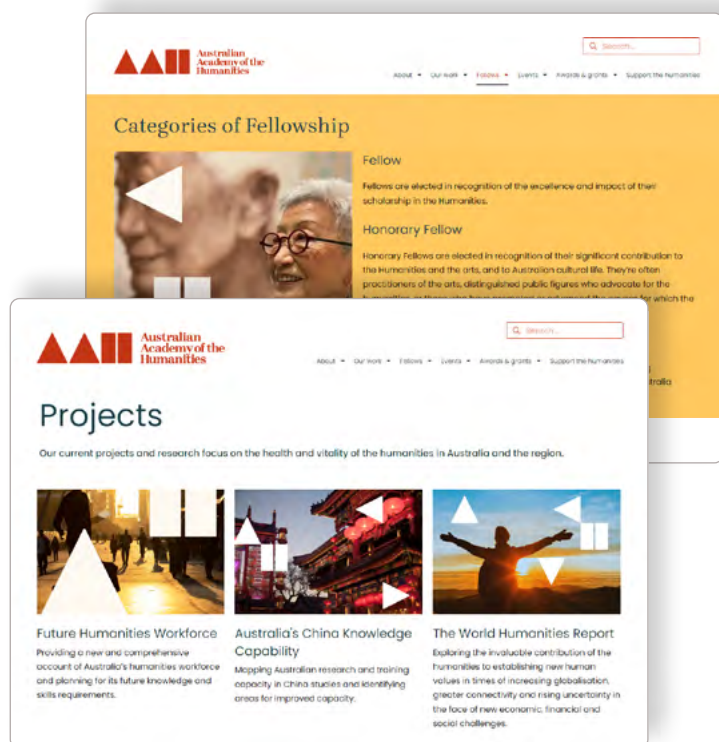 Australian
Academy of the
Humanities
Search...
About Our work Fellows Events Awards & grants Support the humanities
Categories of Fellowship
Fellow
Fellows are elected in recognition of the excellence and impact of their
scholarship in the Humanities.
Honorary Fellow
Honorary Fellows are elected in recognition of their significant contribution to
the Humanities and the arts, and to Australian cultural life. They're often
practitioners of the arts, distinguished public figures who advocate for the
for which the
Australian
Academy of the
Humanities
Search...
About Our work Fellows Events Awards & grants Support the humanities
Projects
Our current projects and research focus on the health and vitality of the humanities in Australia and the region.
Future Humanities Workforce
Providing a new and comprehensive
account of Australia's humanities workforce
and planning for its future knowledge and
skills requirements.
Australia's China Knowledge
Capability
Mapping Australian research and training
capacity in China studies and identifying
areas for improved capacity.
The World Humanities Report
Exploring the invaluable contribution of the
humanities to establishing new human
values in times of increasing globalisation,
greater connectivity and rising uncertainty in
the face of new economic, financial and
social challenges.